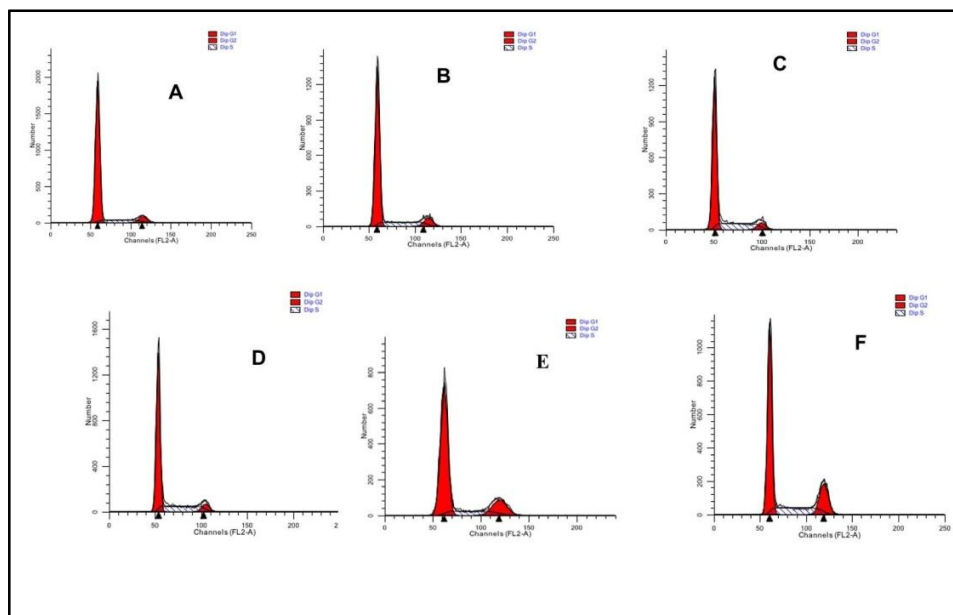 Dip G1
Dip G2
Dip S
A
Number
0 500 1000 1500 2000
0 50 100 150 200 250
Channels (FL2-A)
Dip G1
Dip G2
Dip S
B
Number
0 300 600 900 1200
0 50 100 150 200 250
Channels (FL2-A)
Dip G1
Dip G2
Dip S
C
Number
0 300 600 900 1200
0 50 100 150 200
Channels (FL2-A)
Dip G1
Dip G2
Dip S
D
Number
0 400 800 1200 1600
0 50 100 150 200 2
Channels (FL2-A)
Dip G1
Dip G2
Dip S
E
Number
0 200 400 600 800
0 50 100 150 200
Channels (FL2-A)
Dip G1
Dip G2
Dip S
F
Number
0 200 400 600 800 1000
0 50 100 150 200 250
Channels (FL2-A)